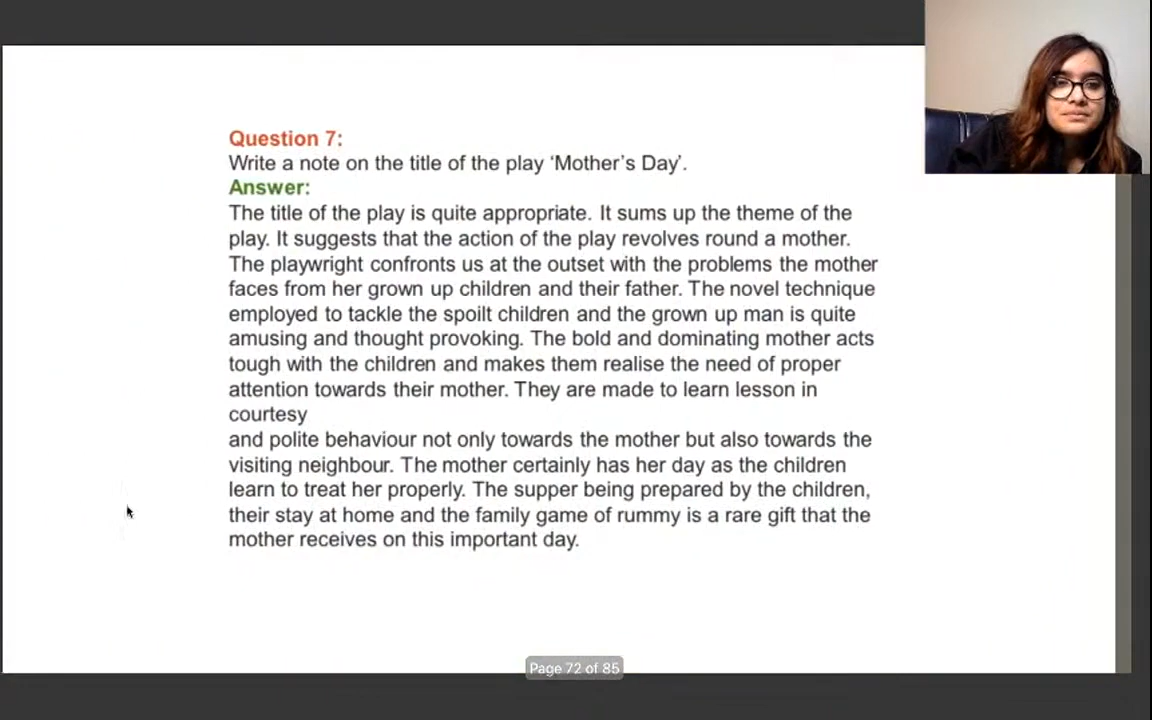 Question 7:
Write a note on the title of the play ‘Mother’s Day’.
Answer:
The title of the play is quite appropriate. It sums up the theme of the
play. It suggests that the action of the play revolves round a mother.
The playwright confronts us at the outset with the problems the mother
faces from her grown up children and their father. The novel technique
employed to tackle the spoilt children and the grown up man is quite
amusing and thought provoking. The bold and dominating mother acts
tough with the children and makes them realise the need of proper
attention towards their mother. They are made to learn lesson in
courtesy
and polite behaviour not only towards the mother but also towards the
visiting neighbour. The mother certainly has her day as the children
learn to treat her properly. The supper being prepared by the children,
their stay at home and the family game of rummy is a rare gift that the
mother receives on this important day.
Page 72 of 85